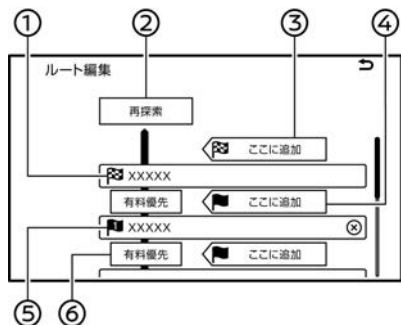 ① ② ③ ④
ルート編集
再探索
ここに追加
XXXXX
有料優先 ここに追加
1 XXXXX
有料優先 ここに追加
⑤ ⑥